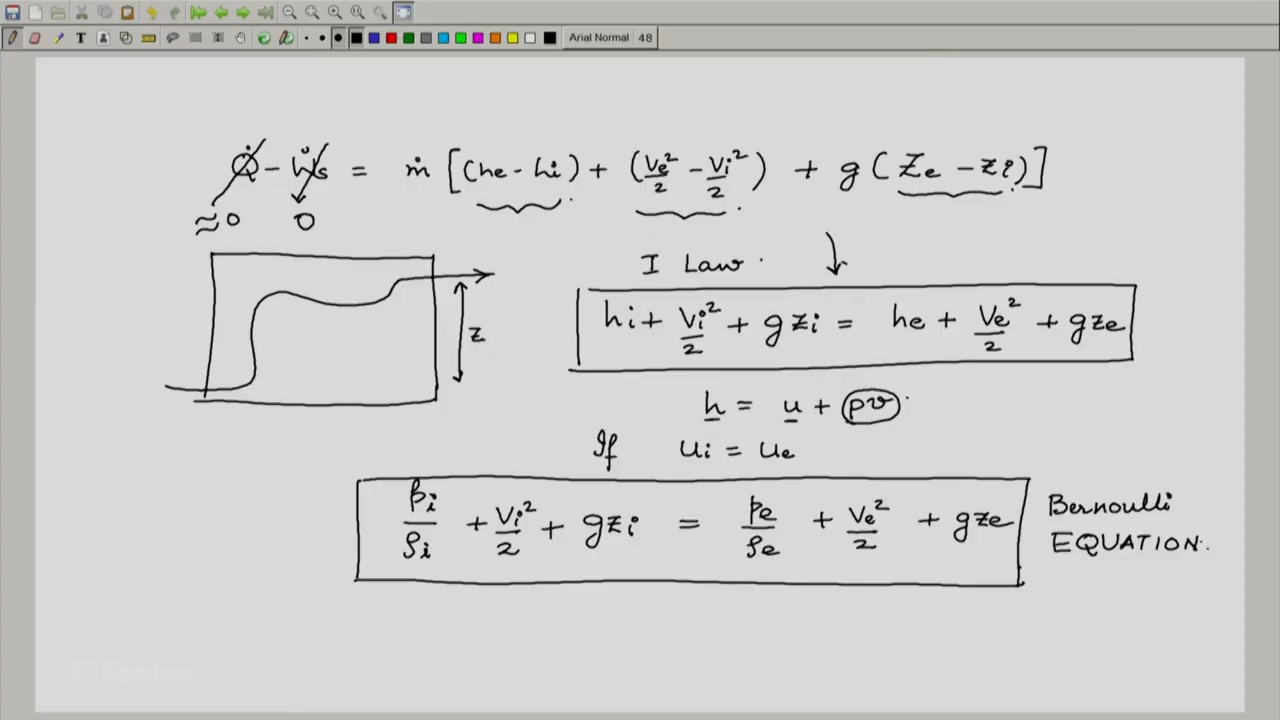 Arial Normal 48
Q̇ - Ẇs = ṁ [(he - hi) + (Ve²/2 - Vi²/2) + g (Ze - zi)]
≈0 0
I Law.
z
hi + Vi²/2 + gzi = he + Ve²/2 + gze
h = u + pv
If ui = ue
pi/ρi + Vi²/2 + gzi = pe/ρe + Ve²/2 + gze
Bernoulli
EQUATION.